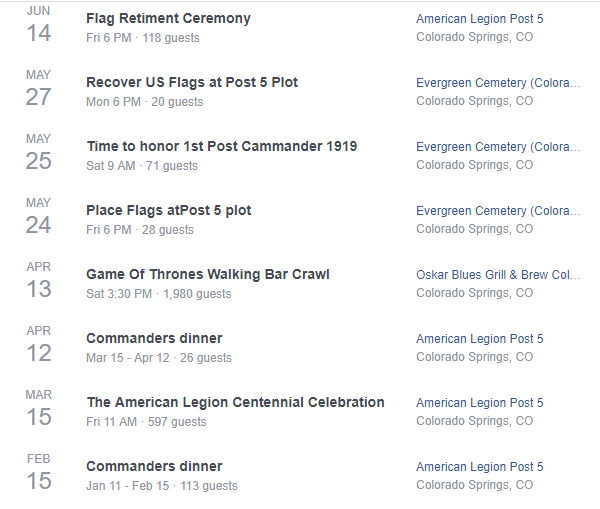 JUN
14
Flag Retiment Ceremony
Fri 6 PM · 118 guests
American Legion Post 5
Colorado Springs, CO
MAY
27
Recover US Flags at Post 5 Plot
Mon 6 PM · 20 guests
Evergreen Cemetery (Colora...
Colorado Springs, CO
MAY
25
Time to honor 1st Post Cammander 1919
Sat 9 AM · 71 guests
Evergreen Cemetery (Colora...
Colorado Springs, CO
MAY
24
Place Flags atPost 5 plot
Fri 6 PM · 28 guests
Evergreen Cemetery (Colora...
Colorado Springs, CO
APR
13
Game Of Thrones Walking Bar Crawl
Sat 3:30 PM · 1,980 guests
Oskar Blues Grill & Brew Col...
Colorado Springs, CO
APR
12
Commanders dinner
Mar 15 - Apr 12 · 26 guests
American Legion Post 5
Colorado Springs, CO
MAR
15
The American Legion Centennial Celebration
Fri 11 AM · 597 guests
American Legion Post 5
Colorado Springs, CO
FEB
15
Commanders dinner
Jan 11 - Feb 15 · 113 guests
American Legion Post 5
Colorado Springs, CO